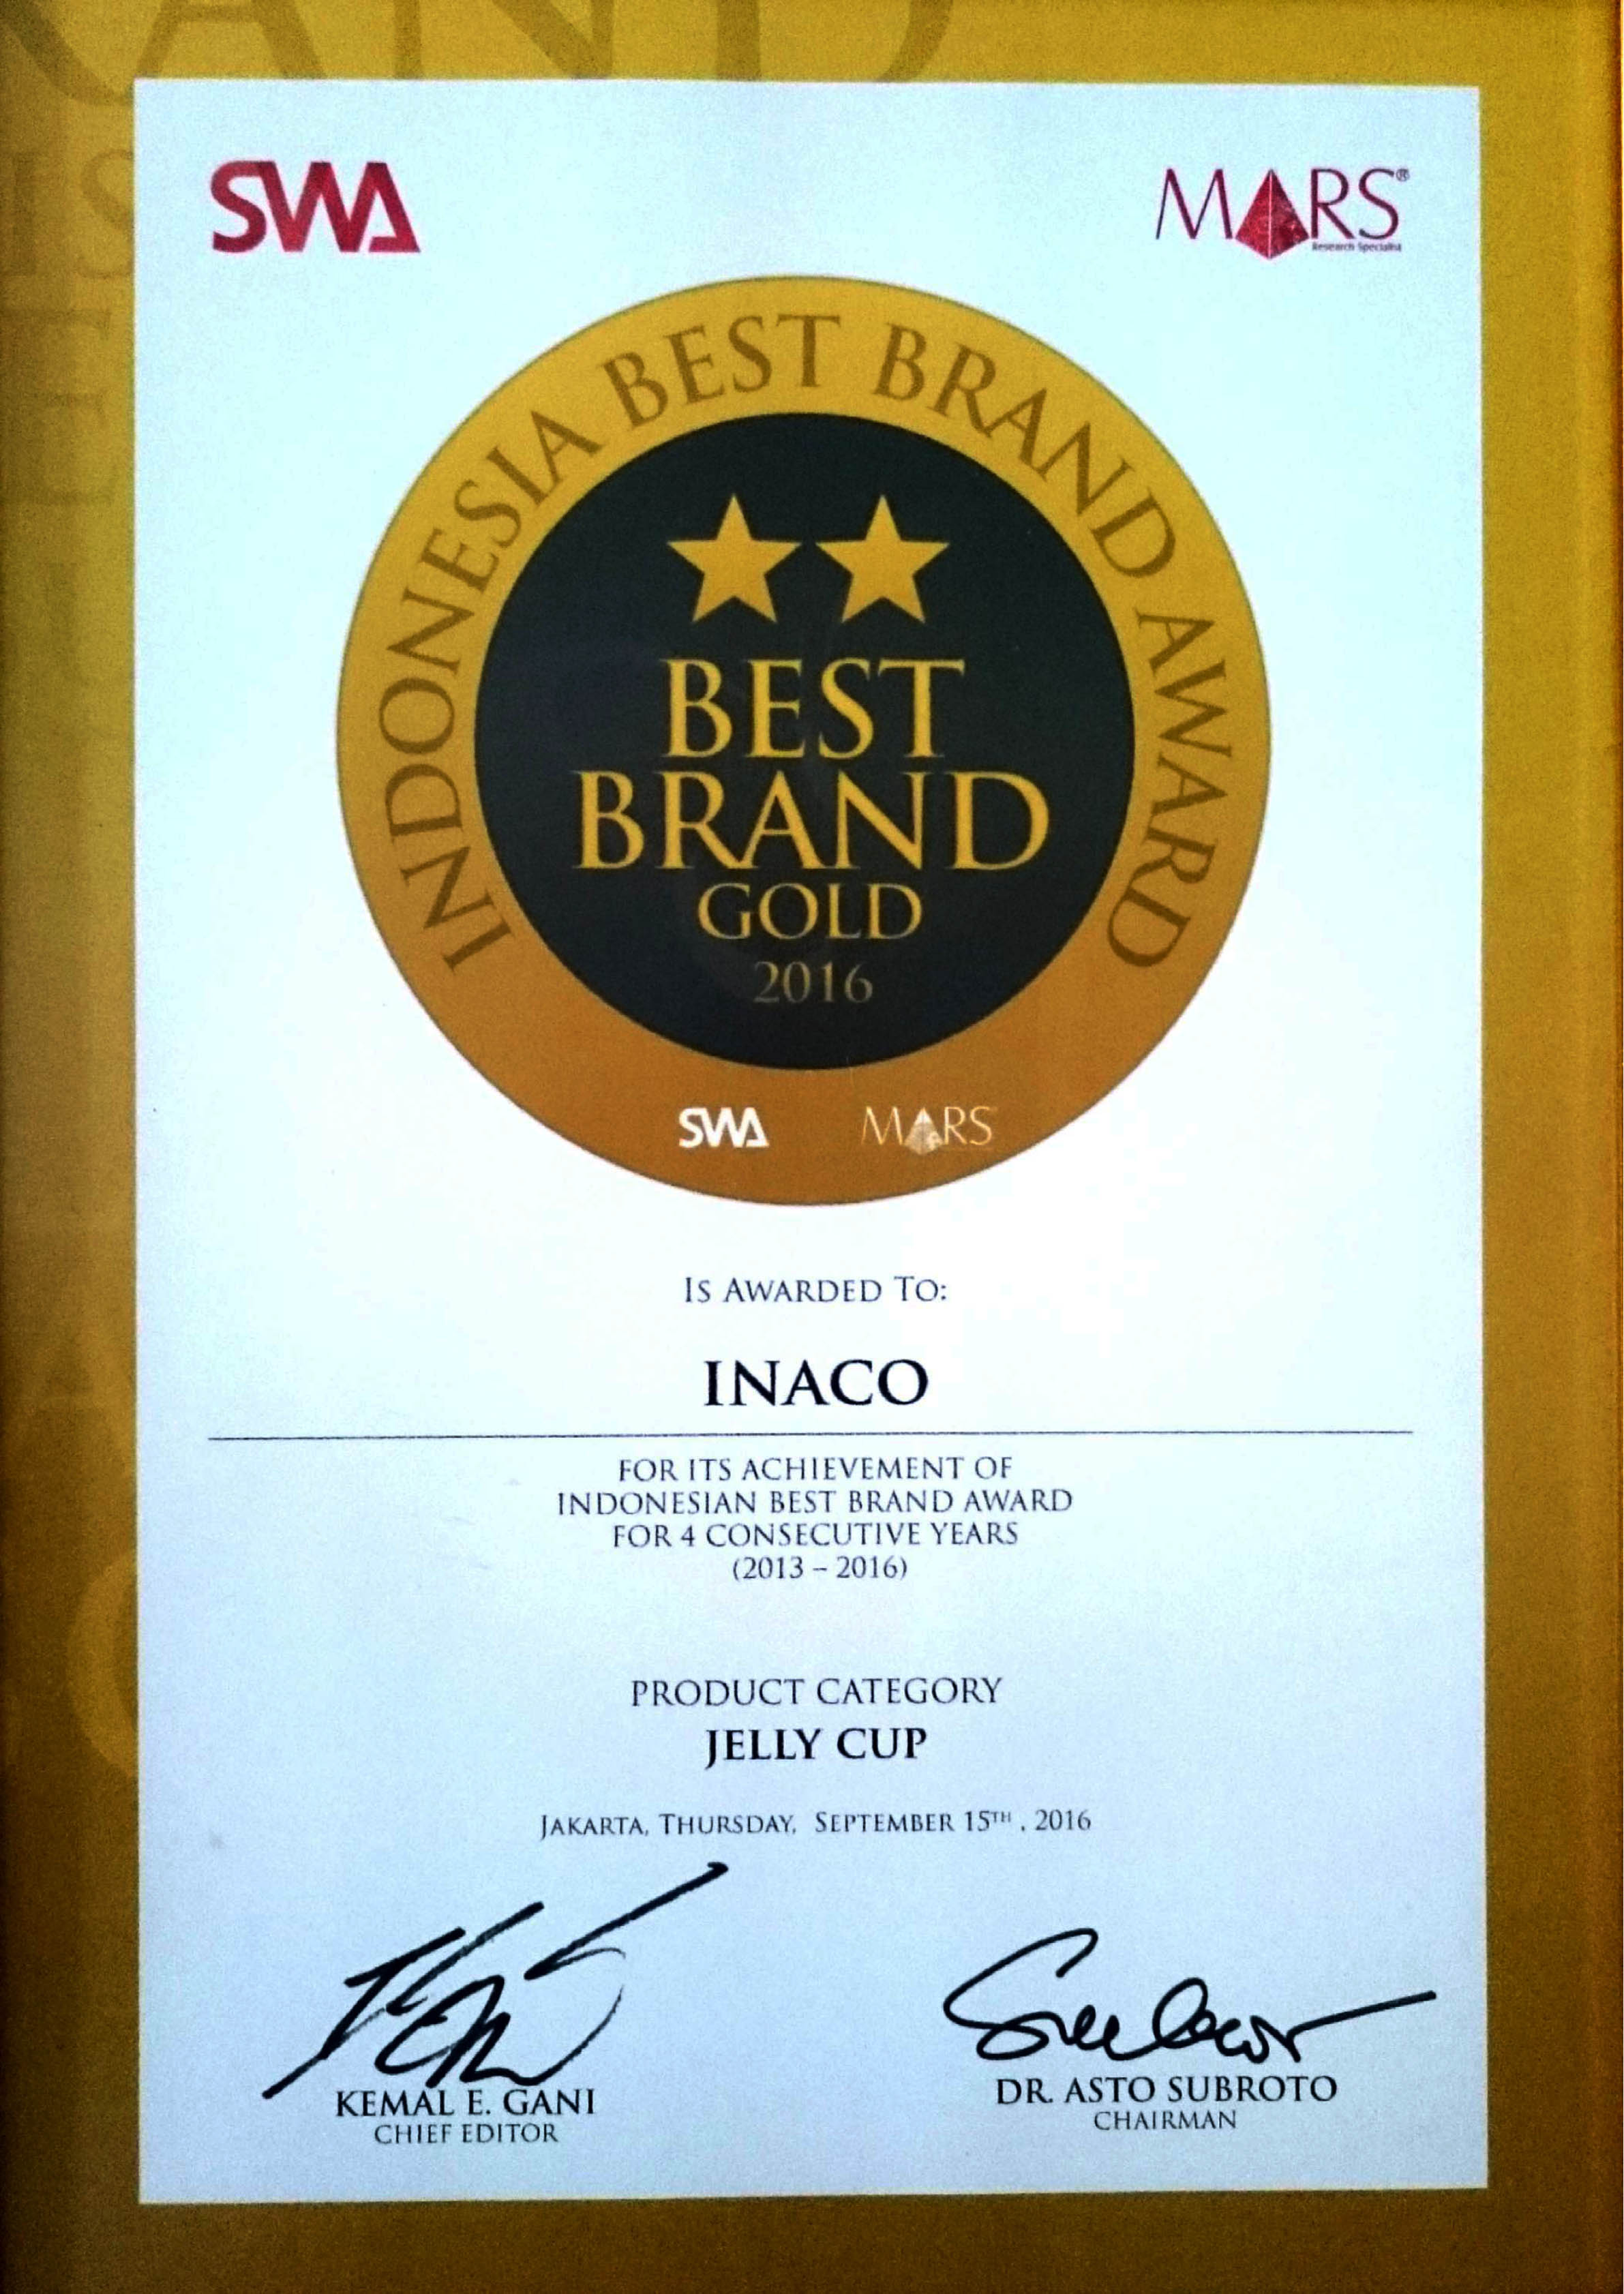 SWA
MARS®
Research Specialist
INDONESIA BEST BRAND AWARD
BEST
BRAND
GOLD
2016
SWA MARS
IS AWARDED TO:
INACO
FOR ITS ACHIEVEMENT OF
INDONESIAN BEST BRAND AWARD
FOR 4 CONSECUTIVE YEARS
(2013 – 2016)
PRODUCT CATEGORY
JELLY CUP
JAKARTA, THURSDAY, SEPTEMBER 15TH, 2016
KEMAL E. GANI
CHIEF EDITOR
DR. ASTO SUBROTO
CHAIRMAN